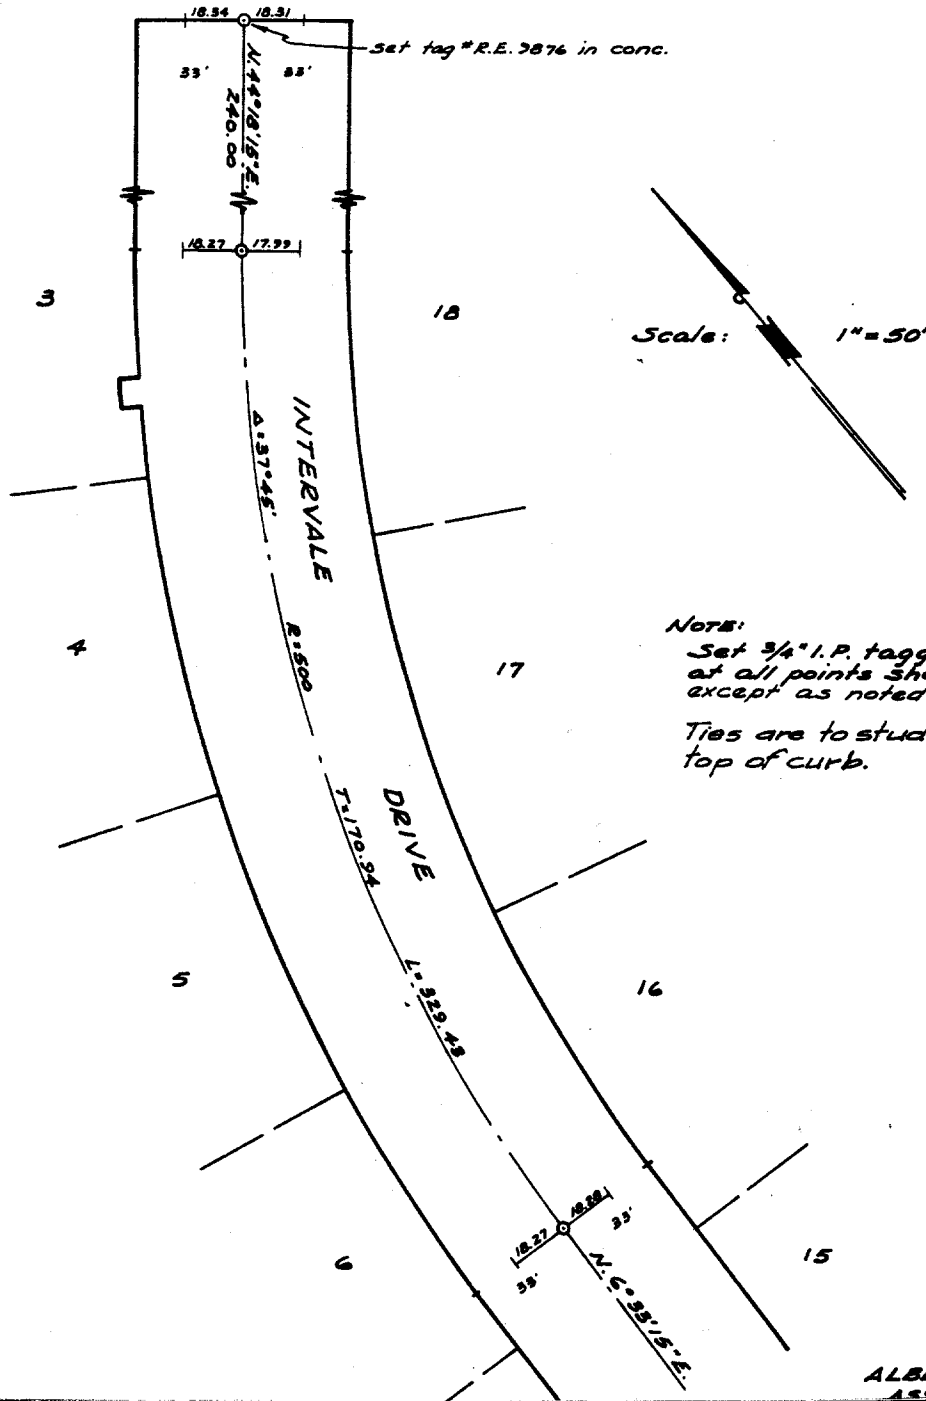 18.34 18.31
Set tag #R.E. 9876 in conc.
33' 33'
N.44°18'15"E.
240.00
18.27 17.99
3
18
Scale: 1"=50'
INTERVALE
DRIVE
Δ=37°45'
R=500
T=170.94
L=329.43
4
17
NOTE:
Set 3/4" I.P. tagg
at all points sh
except as noted
Ties are to stud
top of curb.
5
16
18.27 18.28
33' 33'
N. 6°33'15"E.
6
15
ALB
ASS